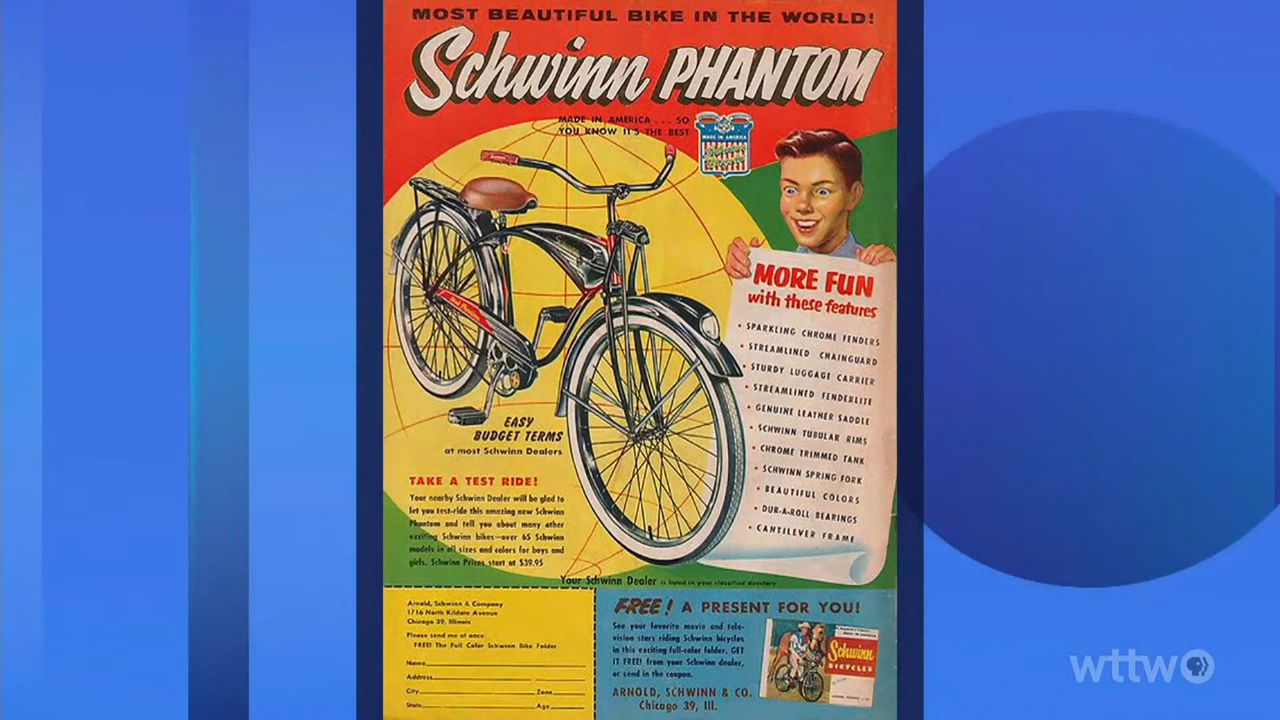 MOST BEAUTIFUL BIKE IN THE WORLD!
Schwinn PHANTOM
MADE IN AMERICA . . . SO
YOU KNOW IT'S THE BEST
MADE IN AMERICA
MORE FUN
with these features
• SPARKLING CHROME FENDERS
• STREAMLINED CHAINGUARD
• STURDY LUGGAGE CARRIER
• STREAMLINED FENDERLITE
• GENUINE LEATHER SADDLE
• SCHWINN TUBULAR RIMS
• CHROME TRIMMED TANK
• SCHWINN SPRING FORK
• BEAUTIFUL COLORS
• DUR-A-ROLL BEARINGS
• CANTILEVER FRAME
EASY
BUDGET TERMS
at most Schwinn Dealers
TAKE A TEST RIDE!
Your nearby Schwinn Dealer will be glad to
let you test-ride this amazing new Schwinn
Phantom and tell you about many other
exciting Schwinn bikes—over 65 Schwinn
models in all sizes and colors for boys and
girls. Schwinn Prices start at $39.95
Your Schwinn Dealer is listed in your classified directory
Arnold, Schwinn & Company
1716 North Kildare Avenue
Chicago 39, Illinois
Please send me at once
FREE! The Full Color Schwinn Bike Folder
Name
Address
City Zone
State Age
FREE! A PRESENT FOR YOU!
See your favorite movie and tele-
vision stars riding Schwinn bicycles
in this exciting full-color folder. GET
IT FREE! from your Schwinn dealer,
or send in the coupon.
ARNOLD, SCHWINN & CO.
Chicago 39, Ill.
Schwinn
BICYCLES
wttw
PBS